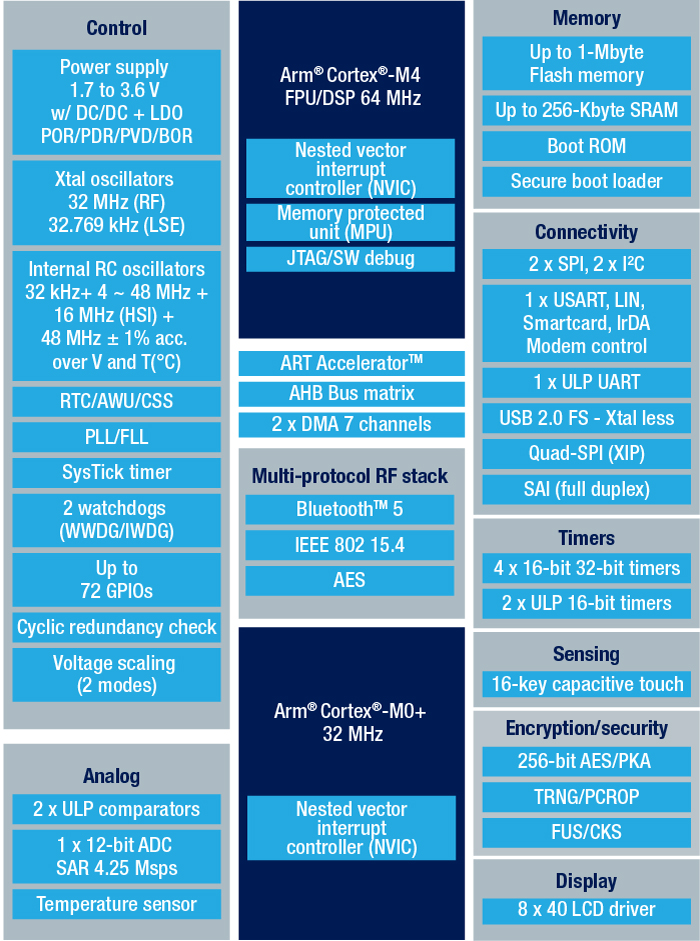 Control
Power supply
1.7 to 3.6 V
w/ DC/DC + LDO
POR/PDR/PVD/BOR
Xtal oscillators
32 MHz (RF)
32.769 kHz (LSE)
Internal RC oscillators
32 kHz+ 4 ~ 48 MHz +
16 MHz (HSI) +
48 MHz ± 1% acc.
over V and T(°C)
RTC/AWU/CSS
PLL/FLL
SysTick timer
2 watchdogs
(WWDG/IWDG)
Up to
72 GPIOs
Cyclic redundancy check
Voltage scaling
(2 modes)
Analog
2 x ULP comparators
1 x 12-bit ADC
SAR 4.25 Msps
Temperature sensor
Arm® Cortex®-M4
FPU/DSP 64 MHz
Nested vector
interrupt
controller (NVIC)
Memory protected
unit (MPU)
JTAG/SW debug
ART Accelerator™
AHB Bus matrix
2 x DMA 7 channels
Multi-protocol RF stack
Bluetooth™ 5
IEEE 802 15.4
AES
Arm® Cortex®-M0+
32 MHz
Nested vector
interrupt
controller (NVIC)
Memory
Up to 1-Mbyte
Flash memory
Up to 256-Kbyte SRAM
Boot ROM
Secure boot loader
Connectivity
2 x SPI, 2 x I²C
1 x USART, LIN,
Smartcard, IrDA
Modem control
1 x ULP UART
USB 2.0 FS - Xtal less
Quad-SPI (XIP)
SAI (full duplex)
Timers
4 x 16-bit 32-bit timers
2 x ULP 16-bit timers
Sensing
16-key capacitive touch
Encryption/security
256-bit AES/PKA
TRNG/PCROP
FUS/CKS
Display
8 x 40 LCD driver